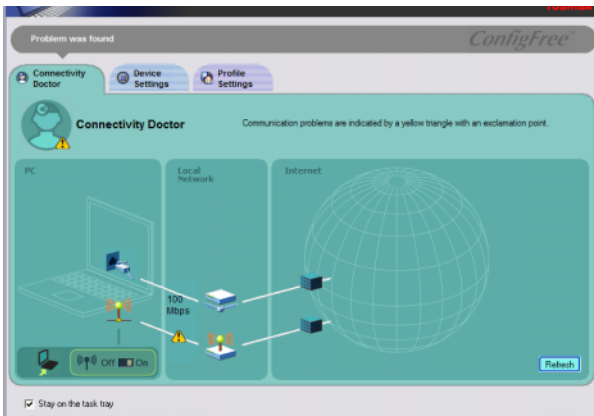 TOSHIBA
Problem was found
ConfigFree
Connectivity
Doctor
Device
Settings
Profile
Settings
Connectivity Doctor
Communication problems are indicated by a yellow triangle with an exclamation point.
PC
Local
Network
Internet
100
Mbps
Off On
Refresh
Stay on the task tray